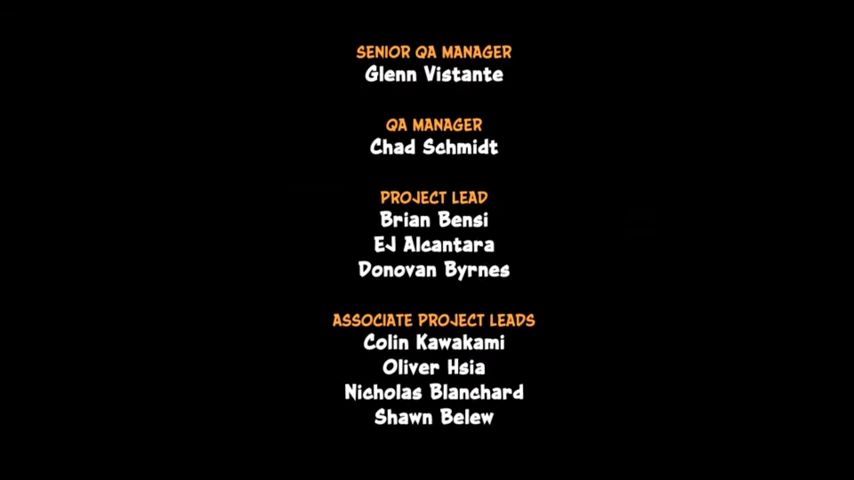 SENIOR QA MANAGER
Glenn Vistante
QA MANAGER
Chad Schmidt
PROJECT LEAD
Brian Bensi
EJ Alcantara
Donovan Byrnes
ASSOCIATE PROJECT LEADS
Colin Kawakami
Oliver Hsia
Nicholas Blanchard
Shawn Belew